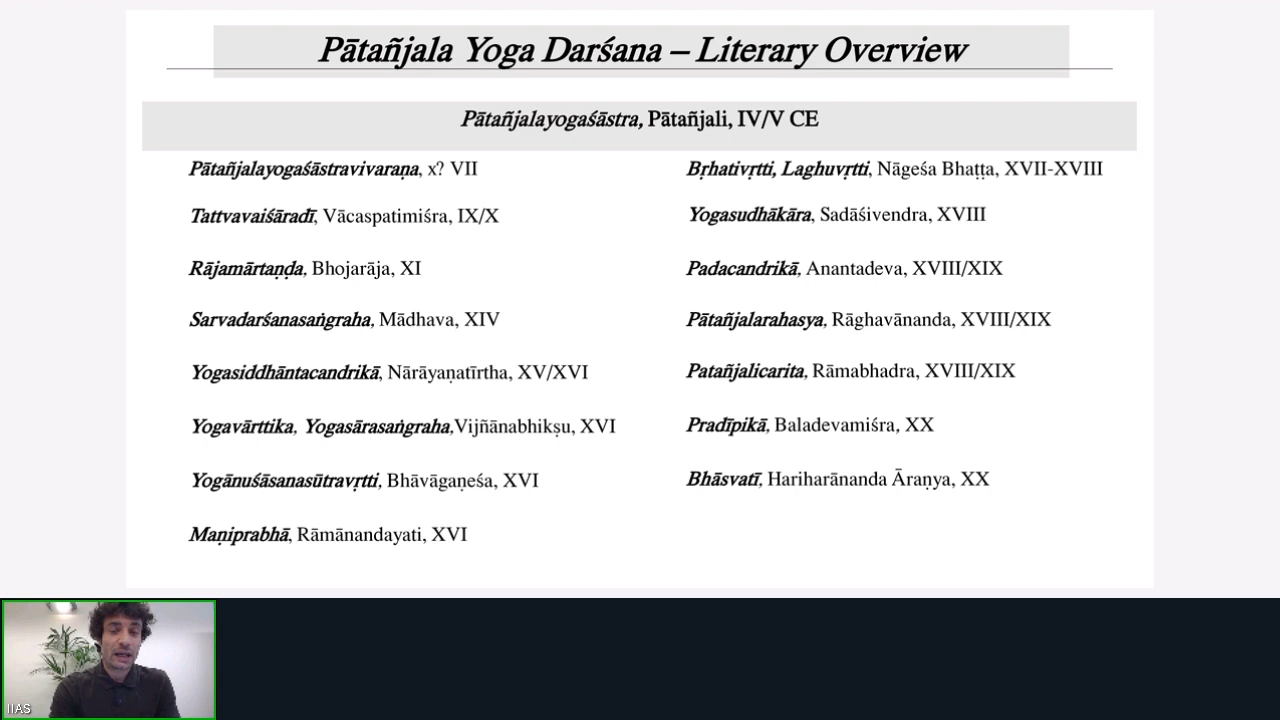 Pātañjala Yoga Darśana – Literary Overview
Pātañjalayogaśāstra, Pātañjali, IV/V CE
Pātañjalayogaśāstravivaraṇa, x? VII
Tattvavaiśāradī, Vācaspatimiśra, IX/X
Rājamārtaṇḍa, Bhojarāja, XI
Sarvadarśanasaṅgraha, Mādhava, XIV
Yogasiddhāntacandrikā, Nārāyaṇatīrtha, XV/XVI
Yogavārttika, Yogasārasaṅgraha,Vijñānabhikṣu, XVI
Yogānuśāsanasūtravṛtti, Bhāvāgaṇeśa, XVI
Maṇiprabhā, Rāmānandayati, XVI
Bṛhativṛtti, Laghuvṛtti, Nāgeśa Bhaṭṭa, XVII-XVIII
Yogasudhākāra, Sadāśivendra, XVIII
Padacandrikā, Anantadeva, XVIII/XIX
Pātañjalarahasya, Rāghavānanda, XVIII/XIX
Patañjalicarita, Rāmabhadra, XVIII/XIX
Pradīpikā, Baladevamiśra, XX
Bhāsvatī, Hariharānanda Āraṇya, XX
IIAS